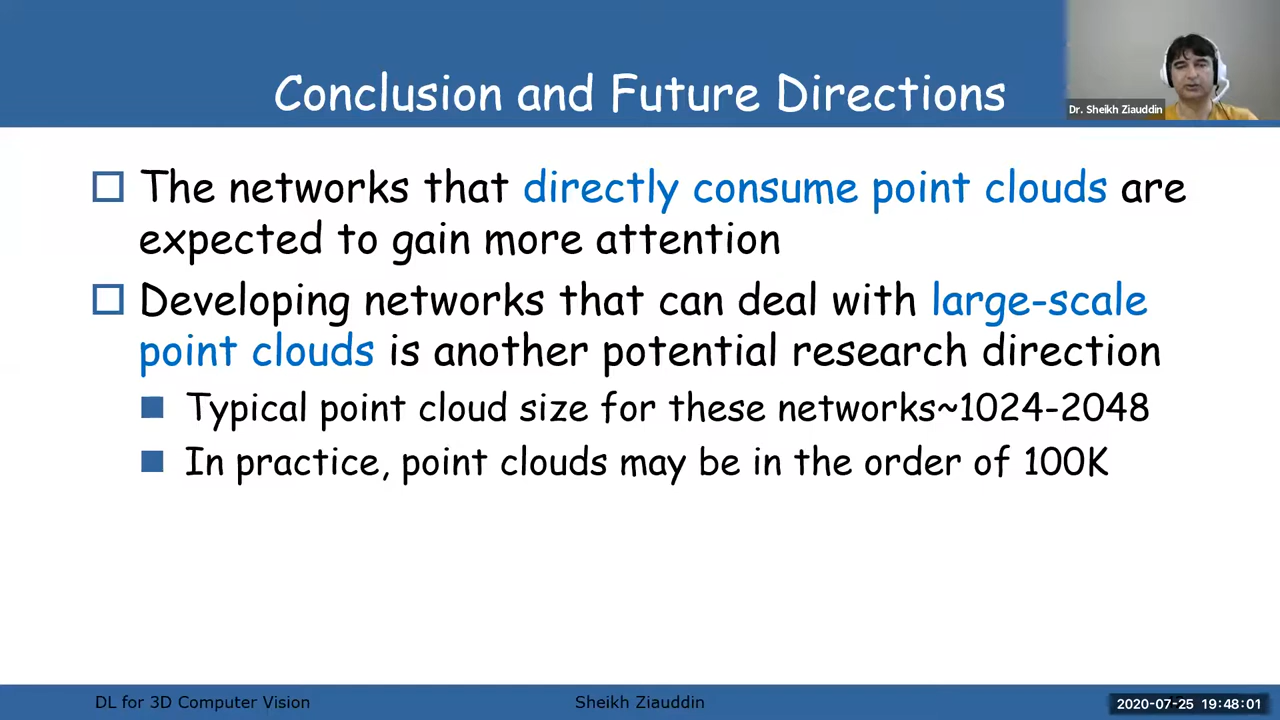 Conclusion and Future Directions
Dr. Sheikh Ziauddin
The networks that directly consume point clouds are
expected to gain more attention
Developing networks that can deal with large-scale
point clouds is another potential research direction
Typical point cloud size for these networks~1024-2048
In practice, point clouds may be in the order of 100K
DL for 3D Computer Vision
Sheikh Ziauddin
2020-07-25 19:48:01